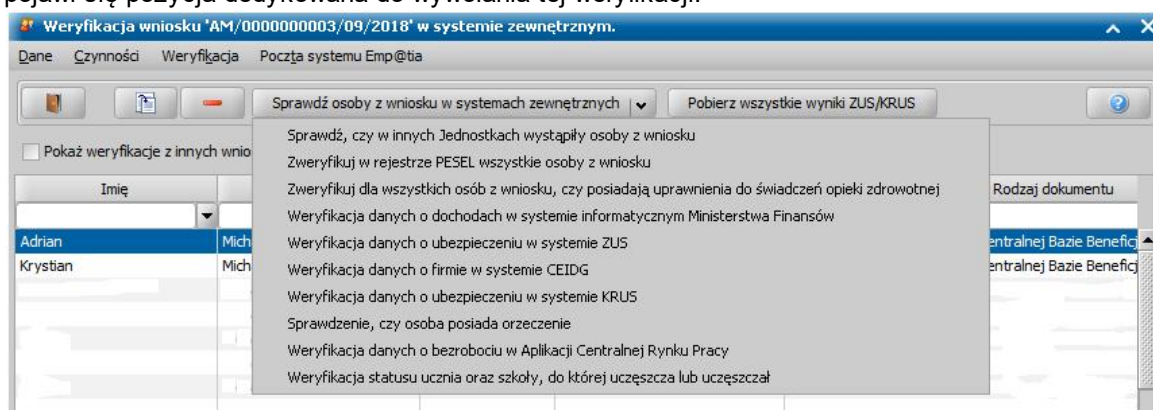 pojawi się pozycja dedykowana do wywołania tej weryfikacji.
Weryfikacja wniosku 'AM/0000000003/09/2018' w systemie zewnętrznym.
Dane Czynności Weryfikacja Poczta systemu Emp@tia
Sprawdź osoby z wniosku w systemach zewnętrznych Pobierz wszystkie wyniki ZUS/KRUS
Sprawdź, czy w innych Jednostkach wystąpiły osoby z wniosku
Pokaż weryfikacje z innych wnio
Zweryfikuj w rejestrze PESEL wszystkie osoby z wniosku
Imię Zweryfikuj dla wszystkich osób z wniosku, czy posiadają uprawnienia do świadczeń opieki zdrowotnej Rodzaj dokumentu
Weryfikacja danych o dochodach w systemie informatycznym Ministerstwa Finansów
Adrian Mich Weryfikacja danych o ubezpieczeniu w systemie ZUS entralnej Bazie Beneficj
Krystian Mich Weryfikacja danych o firmie w systemie CEIDG entralnej Bazie Beneficj
Weryfikacja danych o ubezpieczeniu w systemie KRUS
Sprawdzenie, czy osoba posiada orzeczenie
Weryfikacja danych o bezrobociu w Aplikacji Centralnej Rynku Pracy
Weryfikacja statusu ucznia oraz szkoły, do której uczęszcza lub uczęszczał